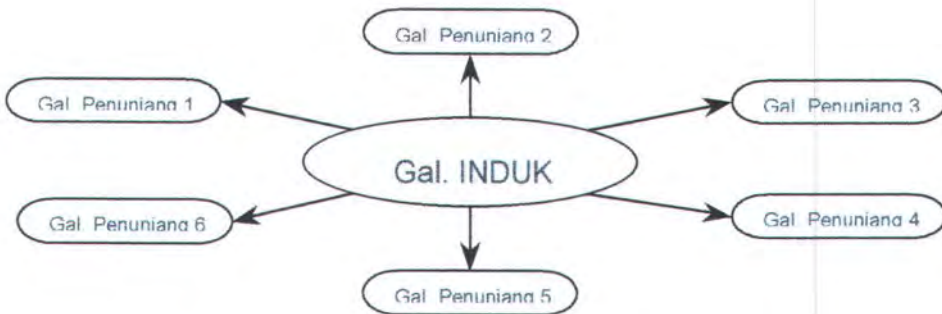 Gal. Penunjang 2
Gal. Penunjang 1
Gal. Penunjang 3
Gal. INDUK
Gal. Penunjang 6
Gal. Penunjang 4
Gal. Penunjang 5